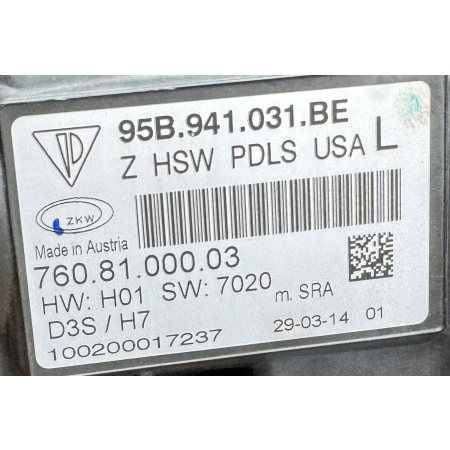 95B.941.031.BE
Z HSW PDLS USA L
ZKW
Made in Austria
760.81.000.03
HW: H01 SW: 7020 m. SRA
D3S / H7 29-03-14 01
100200017237